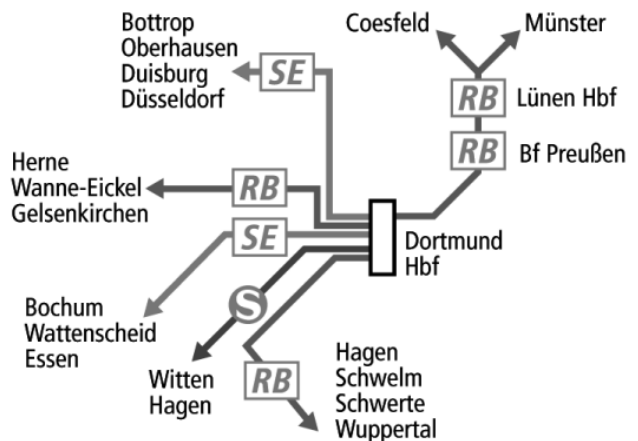 Bottrop
Oberhausen
Duisburg
Düsseldorf
SE
Coesfeld
Münster
RB
Lünen Hbf
RB
Bf Preußen
Herne
Wanne-Eickel
Gelsenkirchen
RB
SE
Dortmund
Hbf
Bochum
Wattenscheid
Essen
S
Witten
Hagen
RB
Hagen
Schwelm
Schwerte
Wuppertal